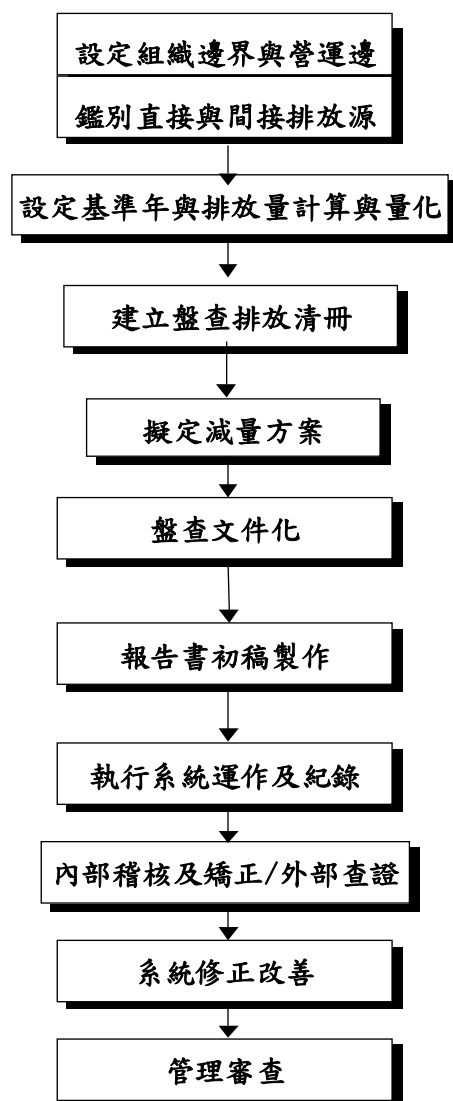 設定組織邊界與營運邊
鑑別直接與間接排放源
設定基準年與排放量計算與量化
建立盤查排放清冊
擬定減量方案
盤查文件化
報告書初稿製作
執行系統運作及紀錄
內部稽核及矯正/外部查證
系統修正改善
管理審查